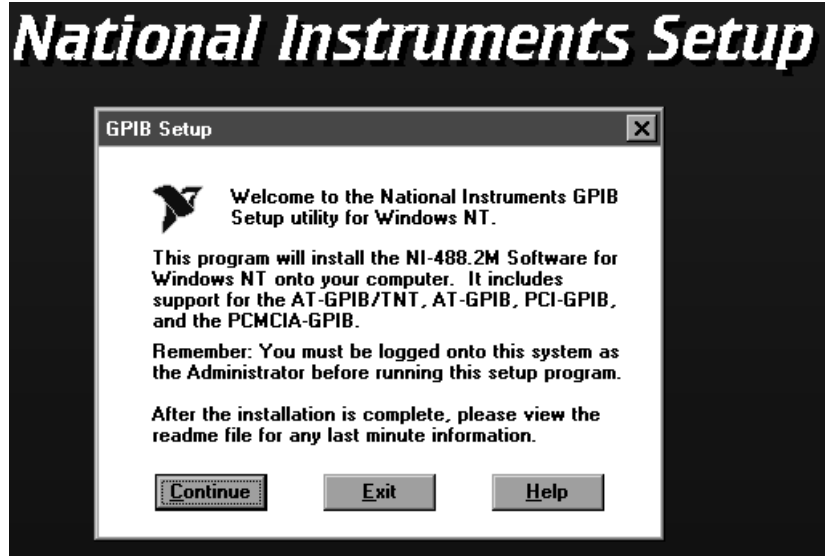 National Instruments Setup
GPIB Setup
Welcome to the National Instruments GPIB
Setup utility for Windows NT.
This program will install the NI-488.2M Software for
Windows NT onto your computer.  It includes
support for the AT-GPIB/TNT, AT-GPIB, PCI-GPIB,
and the PCMCIA-GPIB.
Remember: You must be logged onto this system as
the Administrator before running this setup program.
After the installation is complete, please view the
readme file for any last minute information.
Continue Exit Help